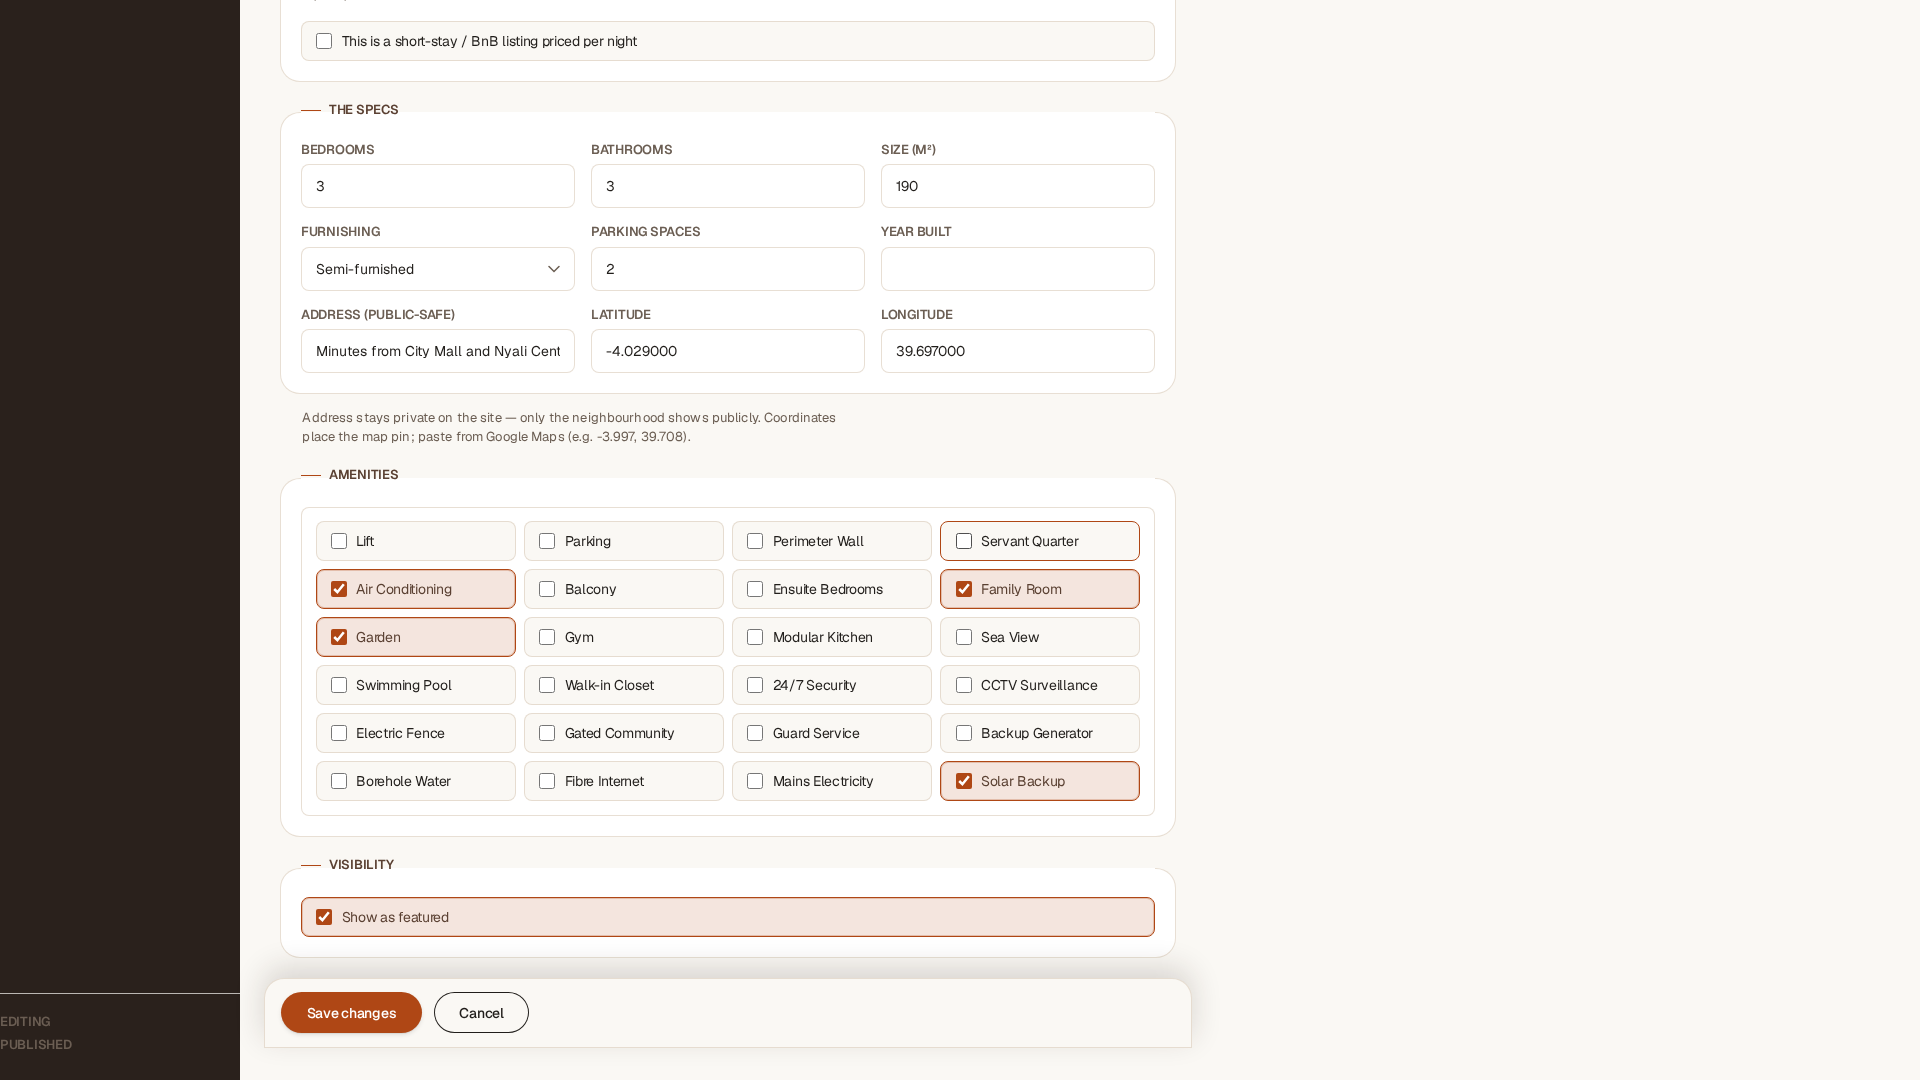 This is a short-stay / BnB listing priced per night
THE SPECS
BEDROOMS
BATHROOMS
SIZE (M²)
3
3
190
FURNISHING
PARKING SPACES
YEAR BUILT
Semi-furnished
2
ADDRESS (PUBLIC-SAFE)
LATITUDE
LONGITUDE
Minutes from City Mall and Nyali Cent
-4.029000
39.697000
Address stays private on the site — only the neighbourhood shows publicly. Coordinates
place the map pin; paste from Google Maps (e.g. -3.997, 39.708).
AMENITIES
Lift
Parking
Perimeter Wall
Servant Quarter
Air Conditioning
Balcony
Ensuite Bedrooms
Family Room
Garden
Gym
Modular Kitchen
Sea View
Swimming Pool
Walk-in Closet
24/7 Security
CCTV Surveillance
Electric Fence
Gated Community
Guard Service
Backup Generator
Borehole Water
Fibre Internet
Mains Electricity
Solar Backup
VISIBILITY
Show as featured
Save changes
Cancel
EDITING
PUBLISHED